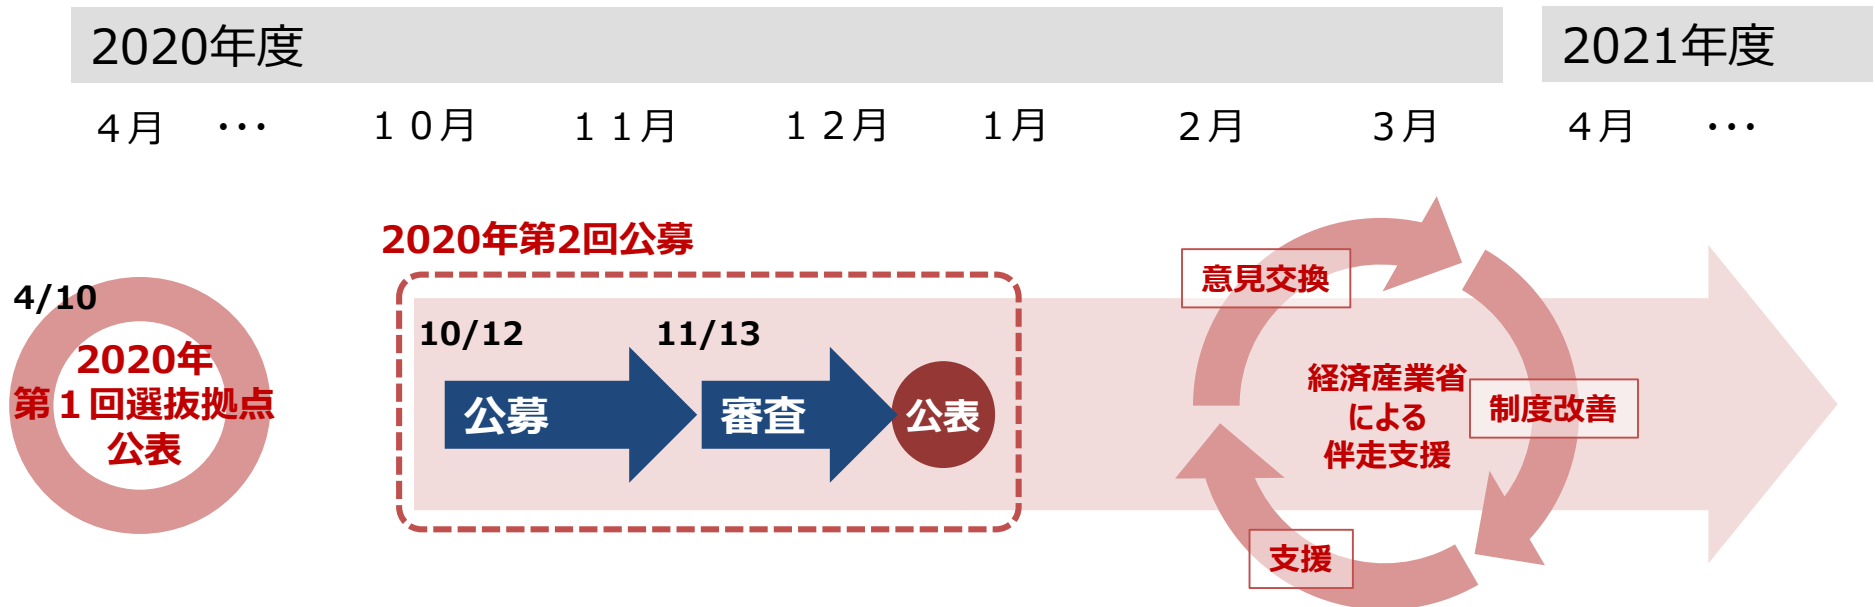 2020年度
2021年度
４月 ･･･ １０月 １１月 １２月 １月 ２月 ３月 ４月 ･･･
2020年第2回公募
4/10
2020年
第１回選抜拠点
公表
10/12
11/13
公募
審査
公表
意見交換
経済産業省
による
伴走支援
制度改善
支援